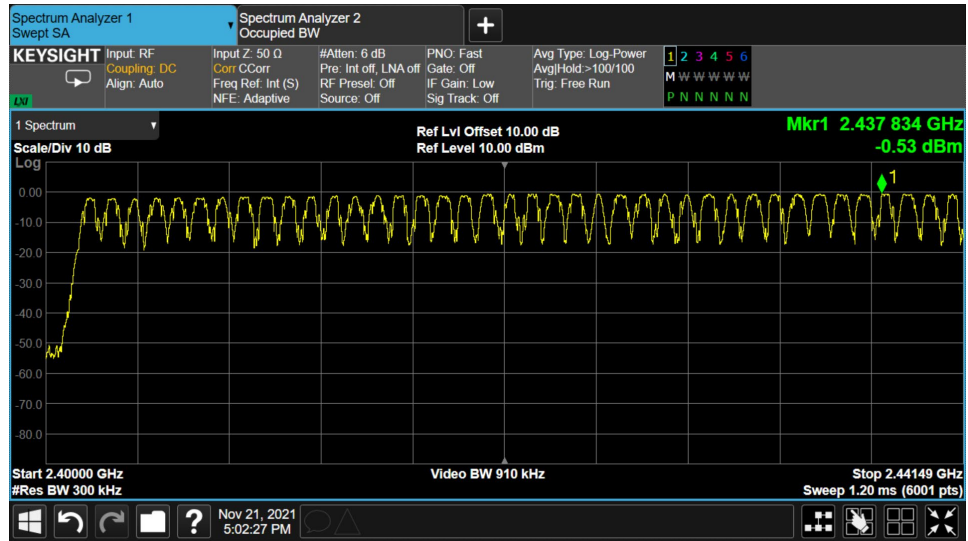 Spectrum Analyzer 1
Swept SA
Spectrum Analyzer 2
Occupied BW
KEYSIGHT
Input: RF
Coupling: DC
Align: Auto
Input Z: 50 Ω
Corr CCorr
Freq Ref: Int (S)
NFE: Adaptive
#Atten: 6 dB
Pre: Int off, LNA off
RF Presel: Off
Source: Off
PNO: Fast
Gate: Off
IF Gain: Low
Sig Track: Off
Avg Type: Log-Power
Avg|Hold:>100/100
Trig: Free Run
1 2 3 4 5 6
M W W W W W
P N N N N N
LXI
1 Spectrum
Scale/Div 10 dB
Ref Lvl Offset 10.00 dB
Ref Level 10.00 dBm
Mkr1 2.437 834 GHz
-0.53 dBm
Log
1
0.00
-10.0
-20.0
-30.0
-40.0
-50.0
-60.0
-70.0
-80.0
Start 2.40000 GHz
#Res BW 300 kHz
Video BW 910 kHz
Stop 2.44149 GHz
Sweep 1.20 ms (6001 pts)
?
Nov 21, 2021
5:02:27 PM